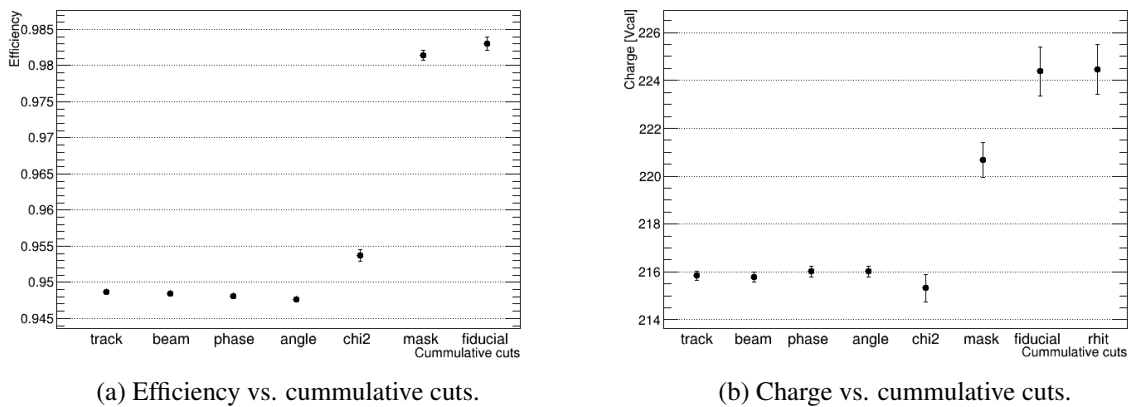 Efficiency
0.985
0.98
0.975
0.97
0.965
0.96
0.955
0.95
0.945
track beam phase angle chi2 mask fiducial
Cummulative cuts
(a) Efficiency vs. cummulative cuts.
Charge [Vcal]
226
224
222
220
218
216
214
track beam phase angle chi2 mask fiducial rhit
Cummulative cuts
(b) Charge vs. cummulative cuts.